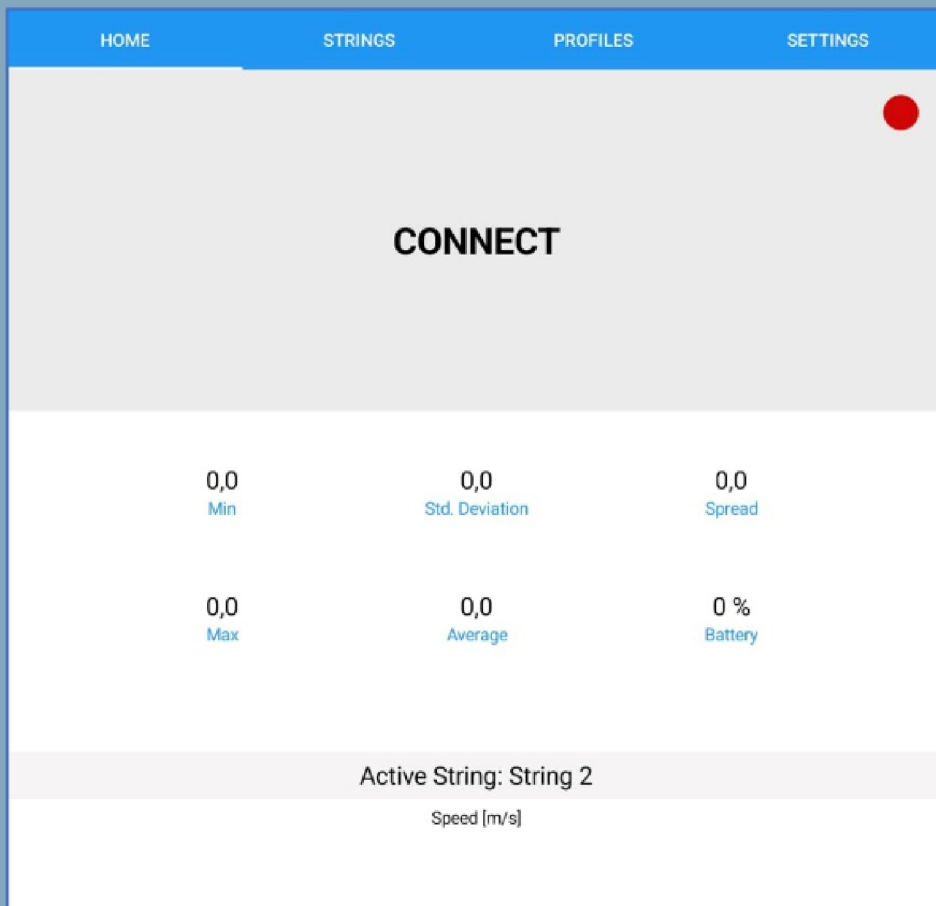 HOME STRINGS PROFILES SETTINGS
CONNECT
0,0 0,0 0,0
Min Std. Deviation Spread
0,0 0,0 0 %
Max Average Battery
Active String: String 2
Speed [m/s]